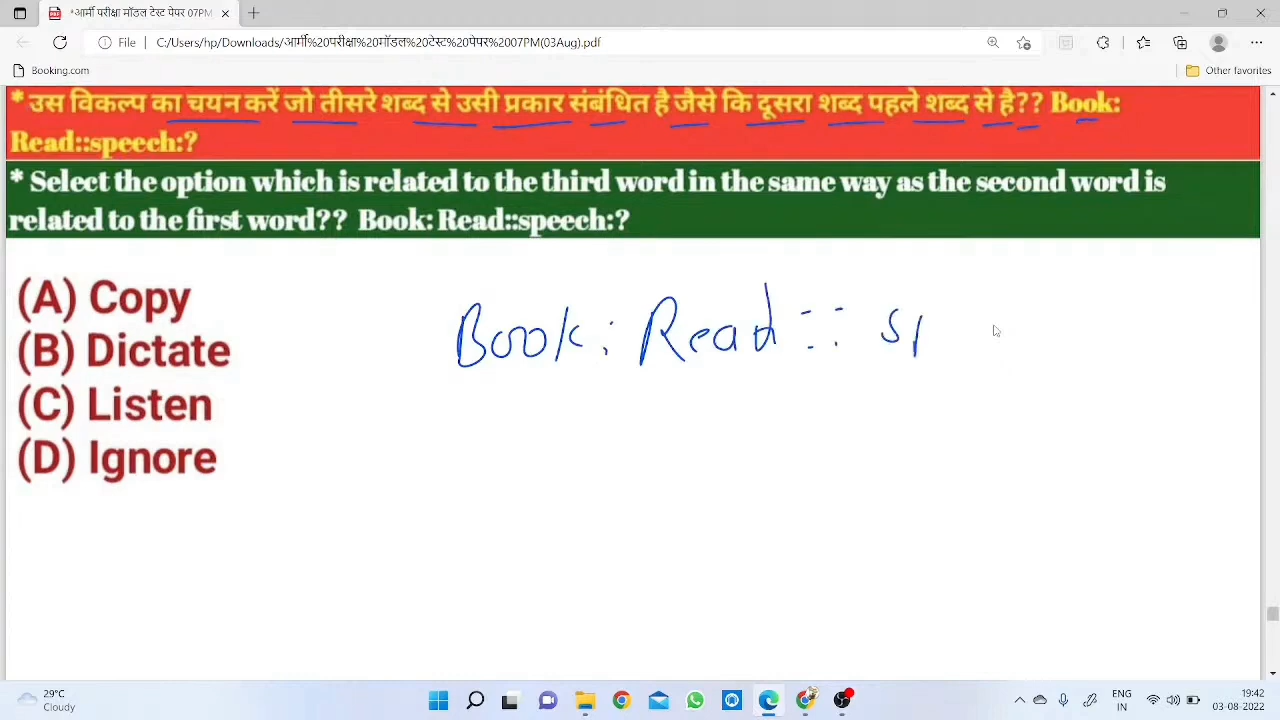 *आर्मी परीक्षा मॉडल टेस्ट पेपर 07PM
File C:/Users/hp/Downloads/आर्मी%20परीक्षा%20मॉडल%20टेस्ट%20पेपर%2007PM(03Aug).pdf
Booking.com Other favorites
* उस विकल्प का चयन करें जो तीसरे शब्द से उसी प्रकार संबंधित है जैसे कि दूसरा शब्द पहले शब्द से है?? Book:
Read::speech:?
* Select the option which is related to the third word in the same way as the second word is
related to the first word?? Book: Read::speech:?
(A) Copy
(B) Dictate
(C) Listen
(D) Ignore
Book : Read :: sp
29°C
Cloudy
ENG
IN
19:42
03-08-2022